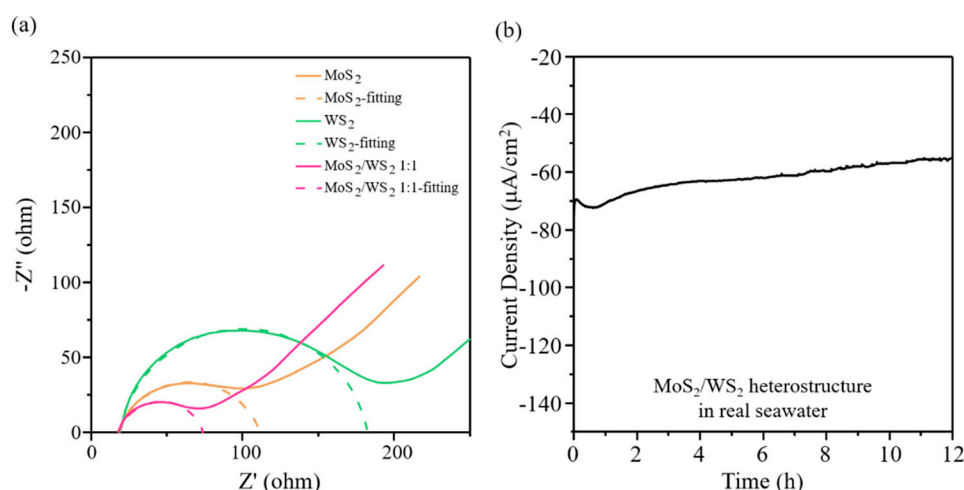 (a)
250
200
150
100
50
0
-Z'' (ohm)
0
100
200
Z' (ohm)
MoS₂
MoS₂-fitting
WS₂
WS₂-fitting
MoS₂/WS₂ 1:1
MoS₂/WS₂ 1:1-fitting
(b)
-20
-40
-60
-80
-100
-120
-140
Current Density (μA/cm²)
MoS₂/WS₂ heterostructure
in real seawater
0
2
4
6
8
10
12
Time (h)